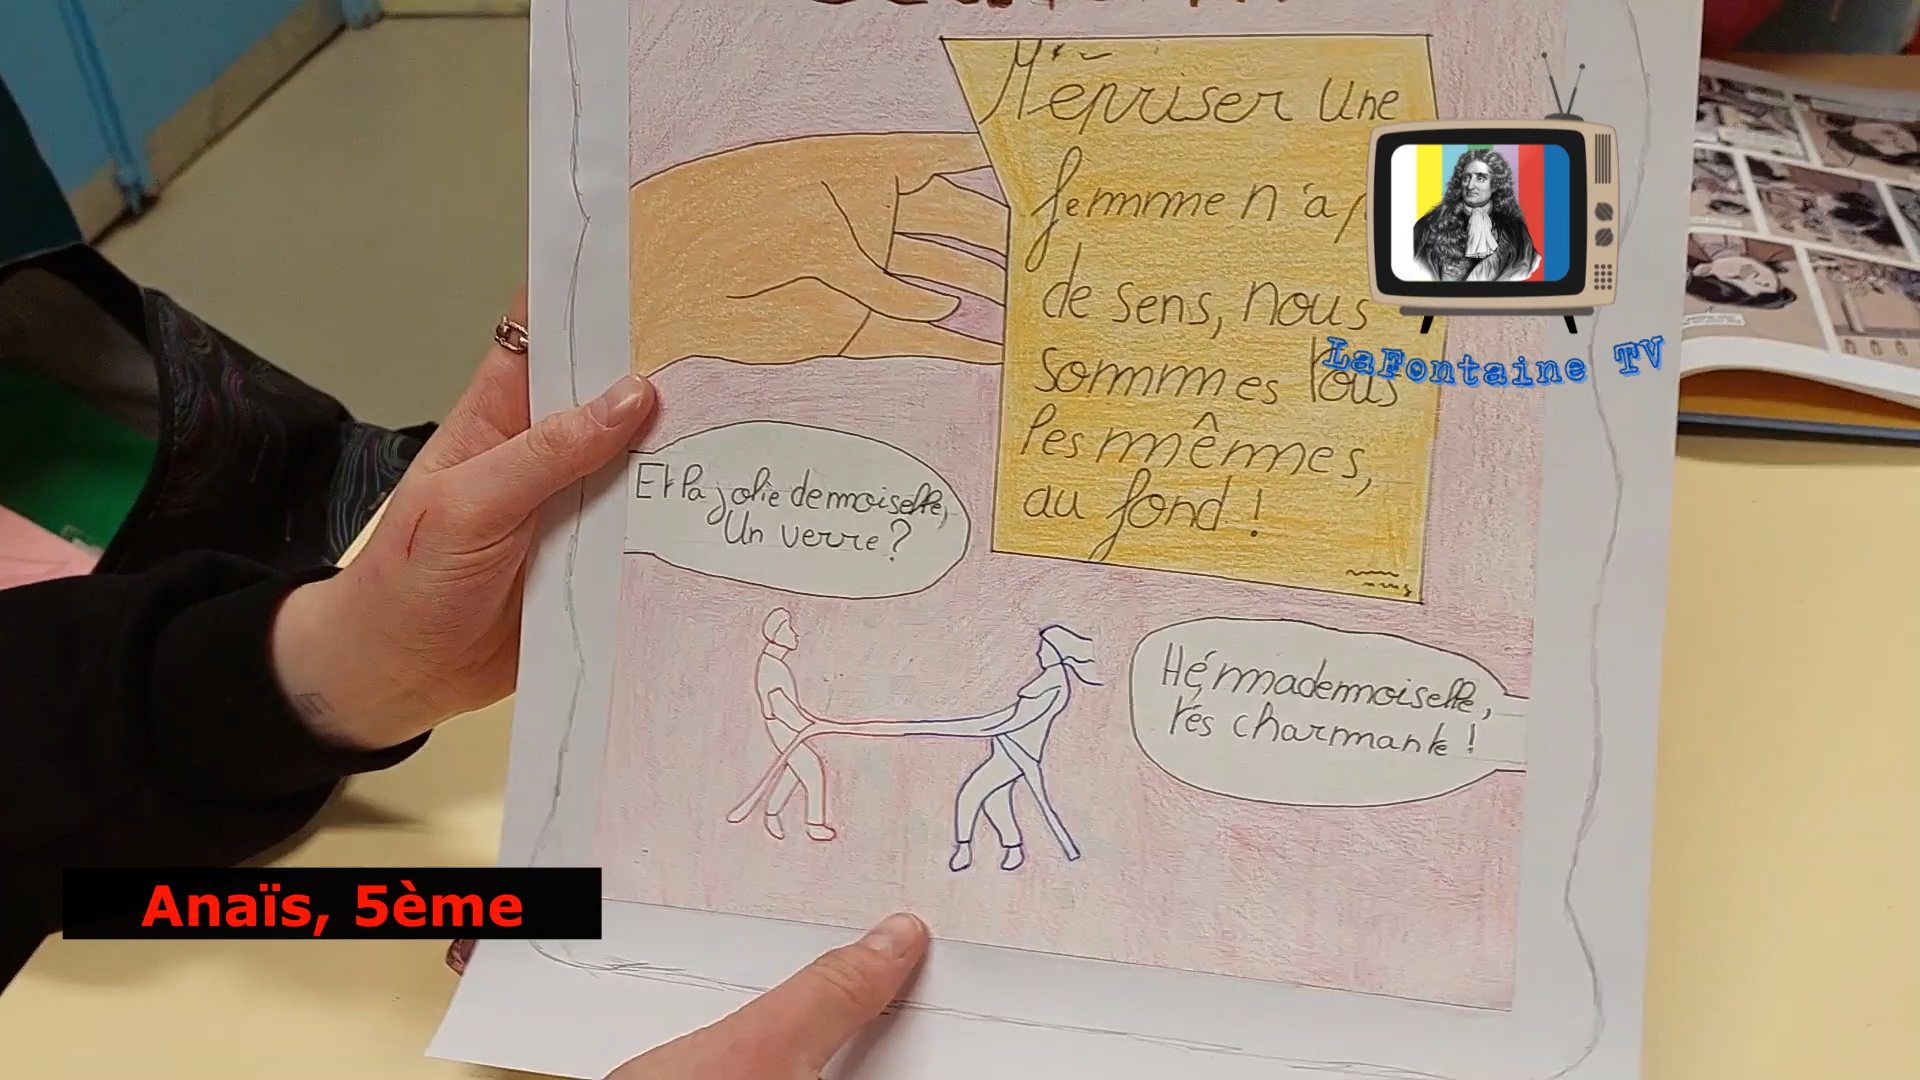 Mépriser une
femme n'a
de sens, nous
sommes tous
les mêmes,
au fond !
Et la jolie demoiselle,
Un verre ?
Hé, mademoiselle,
tés charmante !
LaFontaine TV
Anaïs, 5ème